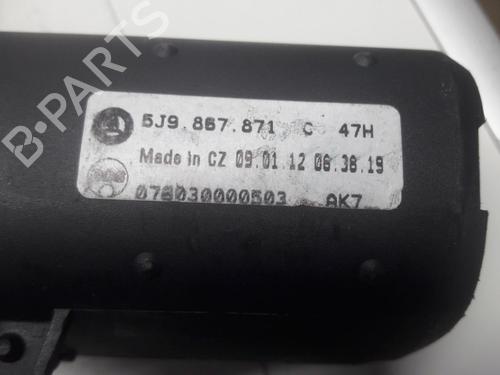 B-PARTS
5J9.867.871 C 47H
Made in CZ 09.01.12 06.38.19
078030000503 AK7